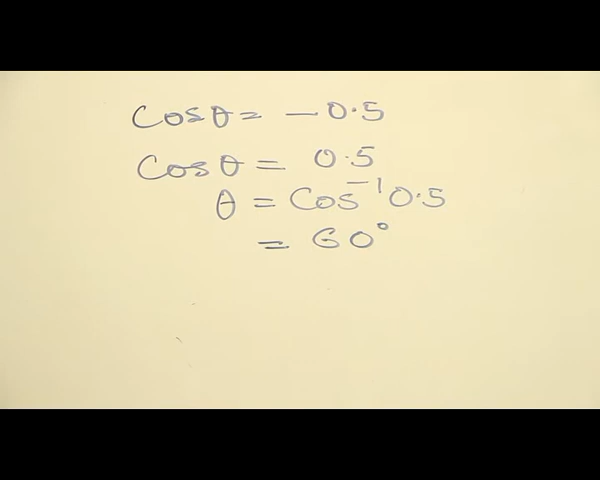 Cosθ = -0.5
Cosθ = 0.5
θ = Cos⁻¹0.5
= 60°